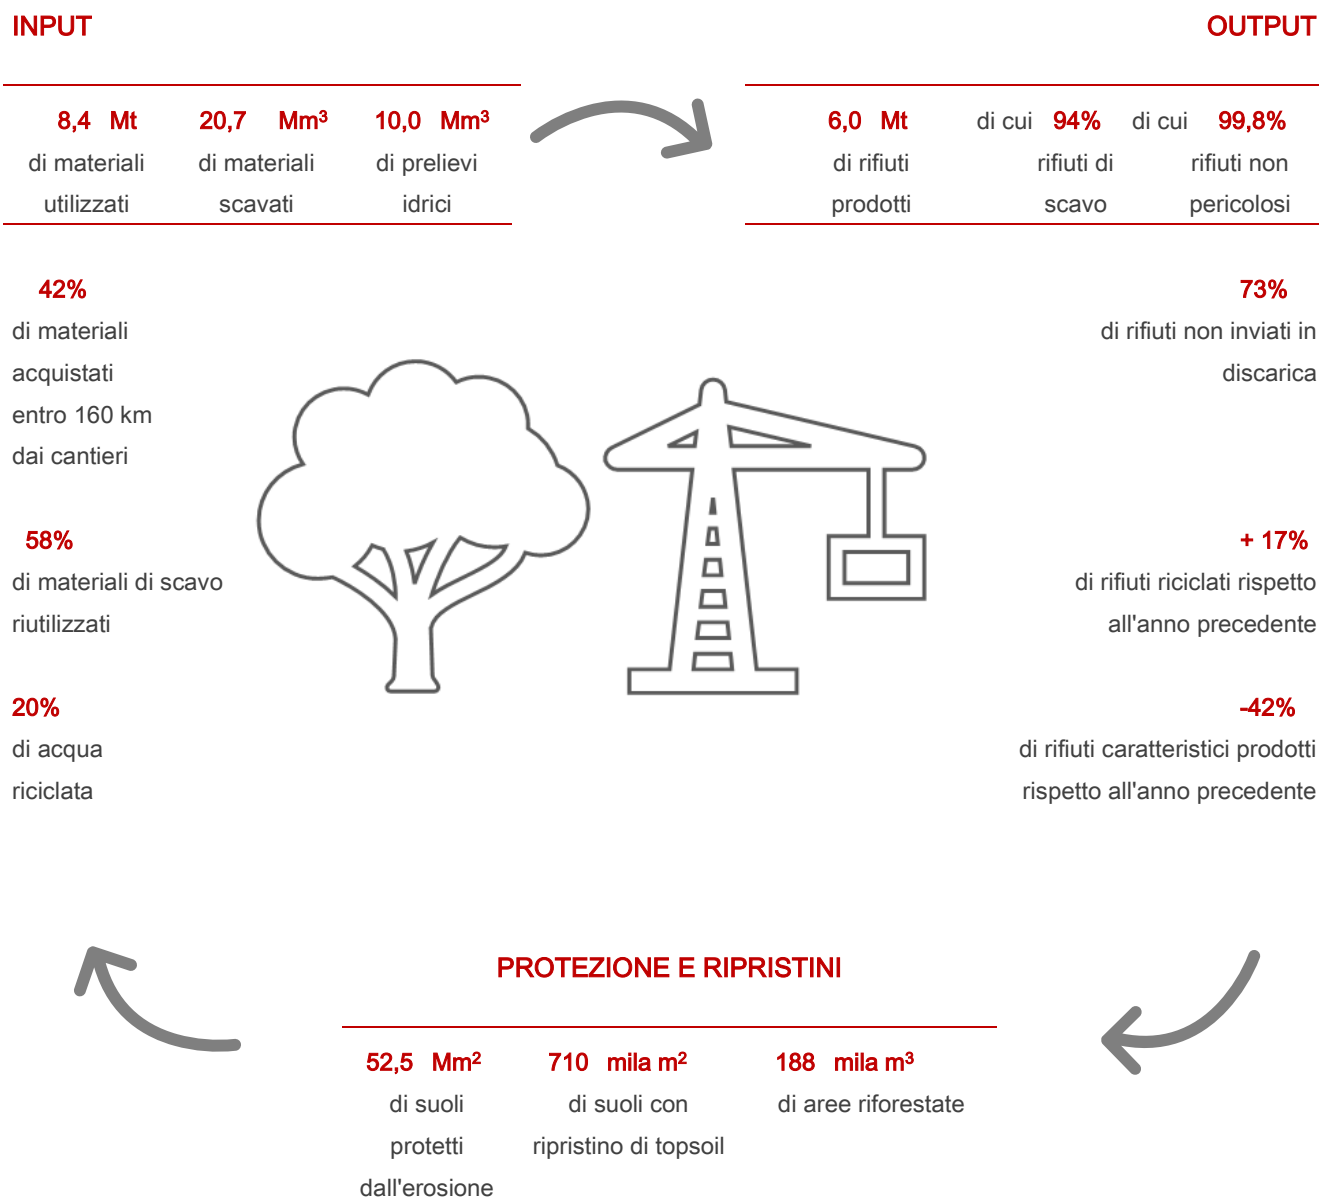 INPUT
OUTPUT
8,4 Mt 20,7 Mm³ 10,0 Mm³
di materiali di materiali di prelievi
utilizzati scavati idrici
6,0 Mt di cui 94% di cui 99,8%
di rifiuti rifiuti di rifiuti non
prodotti scavo pericolosi
42%
di materiali
acquistati
entro 160 km
dai cantieri
58%
di materiali di scavo
riutilizzati
20%
di acqua
riciclata
73%
di rifiuti non inviati in
discarica
+ 17%
di rifiuti riciclati rispetto
all'anno precedente
-42%
di rifiuti caratteristici prodotti
rispetto all'anno precedente
PROTEZIONE E RIPRISTINI
52,5 Mm² 710 mila m² 188 mila m³
di suoli di suoli con di aree riforestate
protetti ripristino di topsoil
dall'erosione